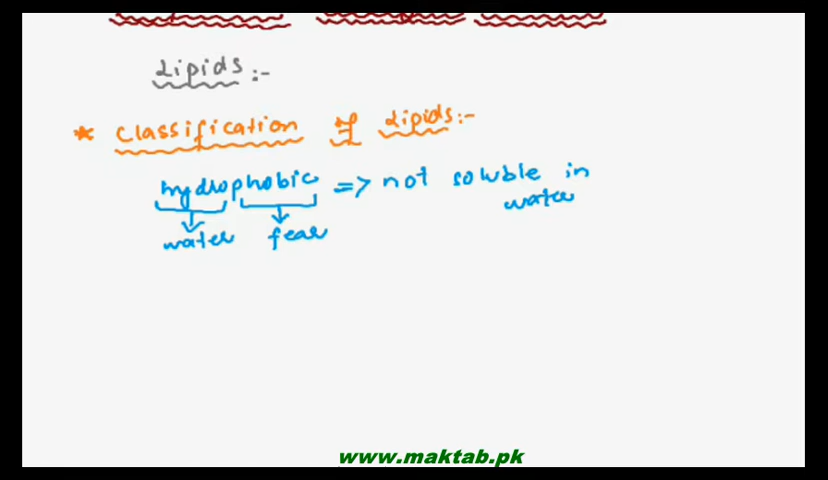 Lipids :-
* Classification of Lipids:-
hydrophobic => not soluble in
water
water fear
www.maktab.pk